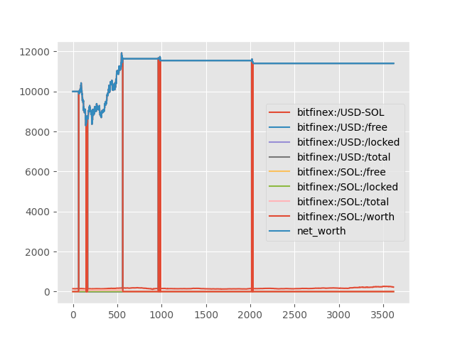 12000
10000
8000
6000
4000
2000
0
bitfinex:/USD-SOL
bitfinex:/USD:/free
bitfinex:/USD:/locked
bitfinex:/USD:/total
bitfinex:/SOL:/free
bitfinex:/SOL:/locked
bitfinex:/SOL:/total
bitfinex:/SOL:/worth
net_worth
0 500 1000 1500 2000 2500 3000 3500